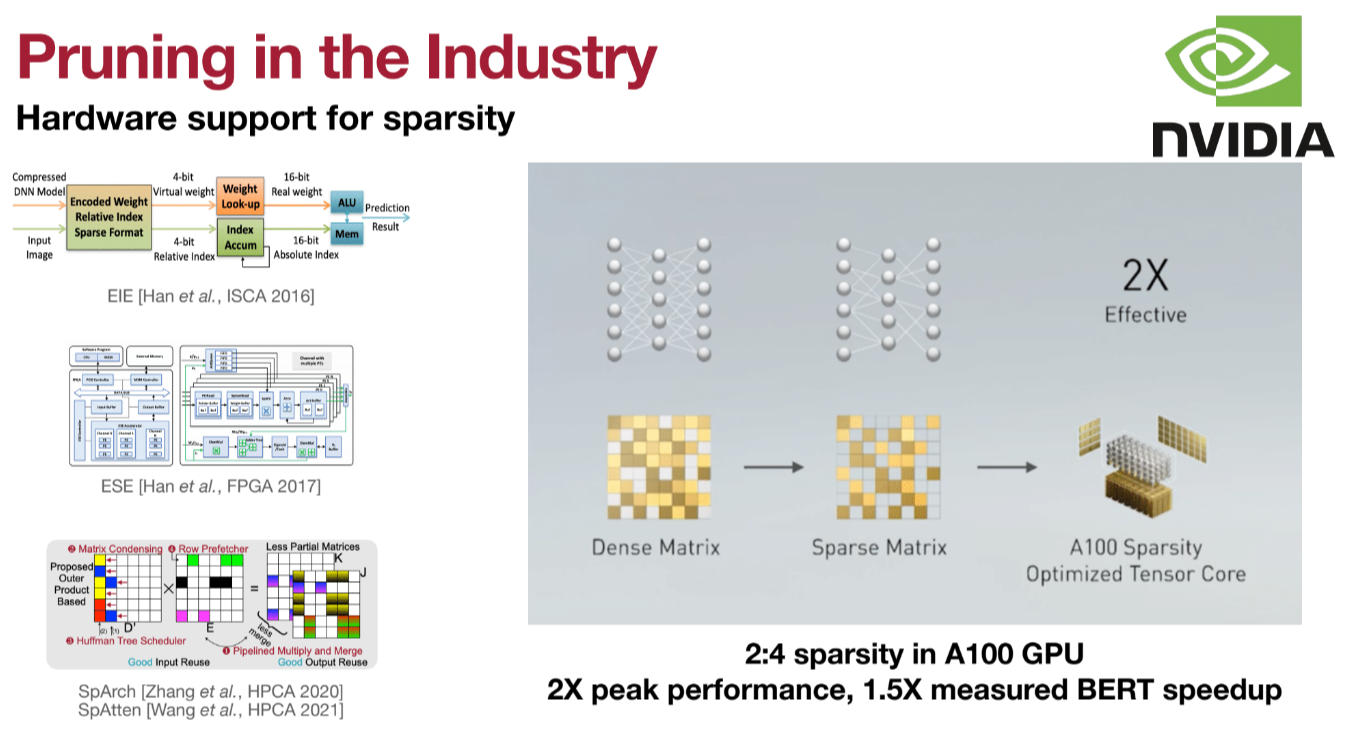 Pruning in the Industry
Hardware support for sparsity
NVIDIA
Compressed
DNN Model
Input
Image
Encoded Weight
Relative Index
Sparse Format
4-bit
Virtual weight
4-bit
Relative Index
Weight
Look-up
Index
Accum
16-bit
Real weight
16-bit
Absolute Index
ALU
Mem
Prediction
Result
EIE [Han et al., ISCA 2016]
ESE [Han et al., FPGA 2017]
❷ Matrix Condensing
❹ Row Prefetcher
Less Partial Matrices
Proposed
Outer
Product
Based
×
=
K
J
D'
E
less
merge
❸ Huffman Tree Scheduler
❶ Pipelined Multiply and Merge
Good Input Reuse
Good Output Reuse
SpArch [Zhang et al., HPCA 2020]
SpAtten [Wang et al., HPCA 2021]
2X
Effective
Dense Matrix
Sparse Matrix
A100 Sparsity
Optimized Tensor Core
2:4 sparsity in A100 GPU
2X peak performance, 1.5X measured BERT speedup